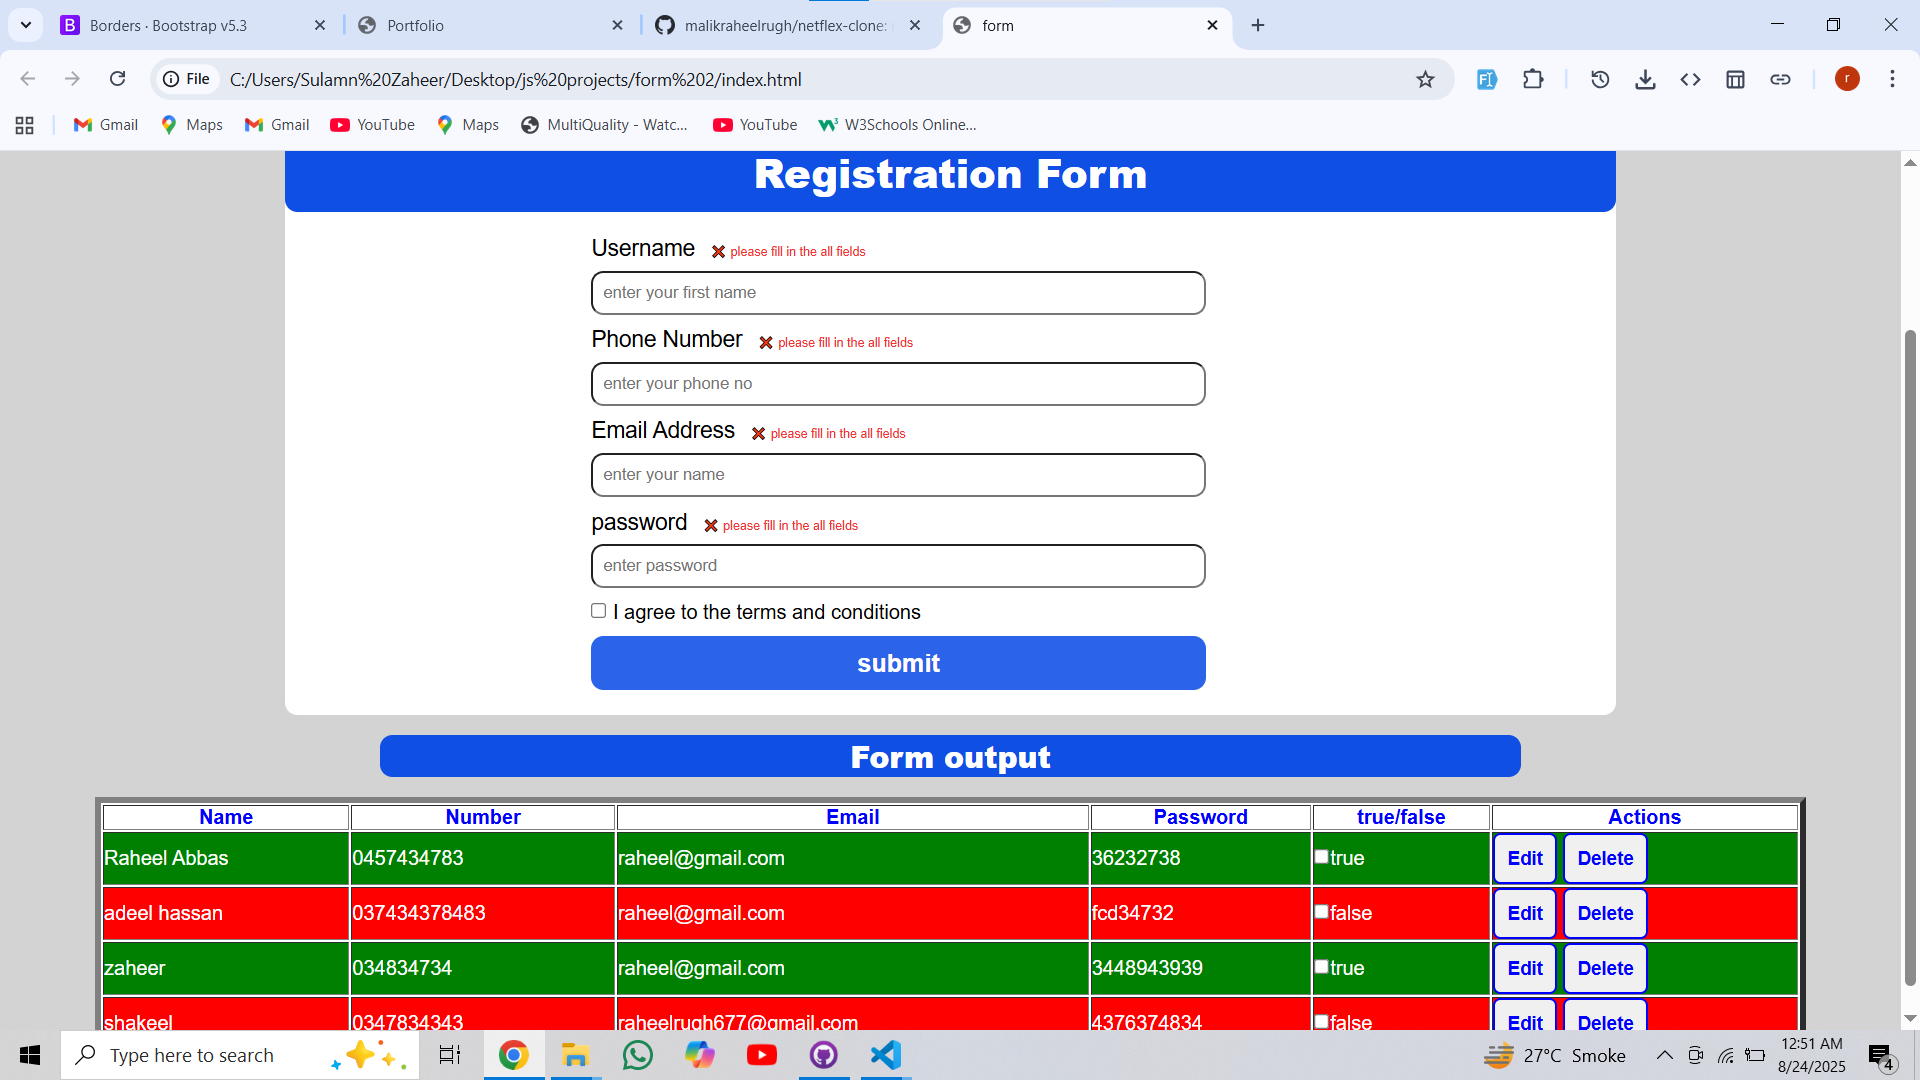 Borders · Bootstrap v5.3
Portfolio
malikraheelrugh/netflex-clone:
form
File
C:/Users/Sulamn%20Zaheer/Desktop/js%20projects/form%202/index.html
r
Gmail
Maps
Gmail
YouTube
Maps
MultiQuality - Watc...
YouTube
W3Schools Online...
Registration Form
Username ❌ please fill in the all fields
enter your first name
Phone Number ❌ please fill in the all fields
enter your phone no
Email Address ❌ please fill in the all fields
enter your name
password ❌ please fill in the all fields
enter password
I agree to the terms and conditions
submit
Form output
Name Number Email Password true/false Actions
Raheel Abbas 0457434783 raheel@gmail.com 36232738 true Edit Delete
adeel hassan 037434378483 raheel@gmail.com fcd34732 false Edit Delete
zaheer 034834734 raheel@gmail.com 3448943939 true Edit Delete
shakeel 0347834343 raheelrugh677@gmail.com 4376374834 false Edit Delete
Type here to search
27°C Smoke
12:51 AM
8/24/2025
4